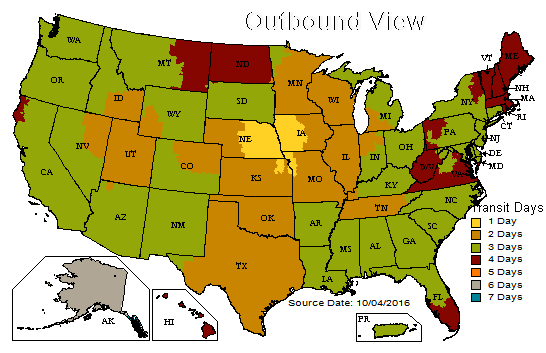 Outbound View
WA
OR
CA
NV
ID
MT
WY
UT
AZ
CO
NM
ND
SD
NE
KS
OK
TX
MN
IA
MO
AR
LA
WI
IL
MI
IN
OH
KY
TN
MS
AL
GA
FL
SC
NC
VA
WV
PA
NY
VT
ME
NH
MA
RI
CT
NJ
DE
MD
AK
HI
PR
Transit Days
1 Day
2 Days
3 Days
4 Days
5 Days
6 Days
7 Days
Source Date: 10/04/2016